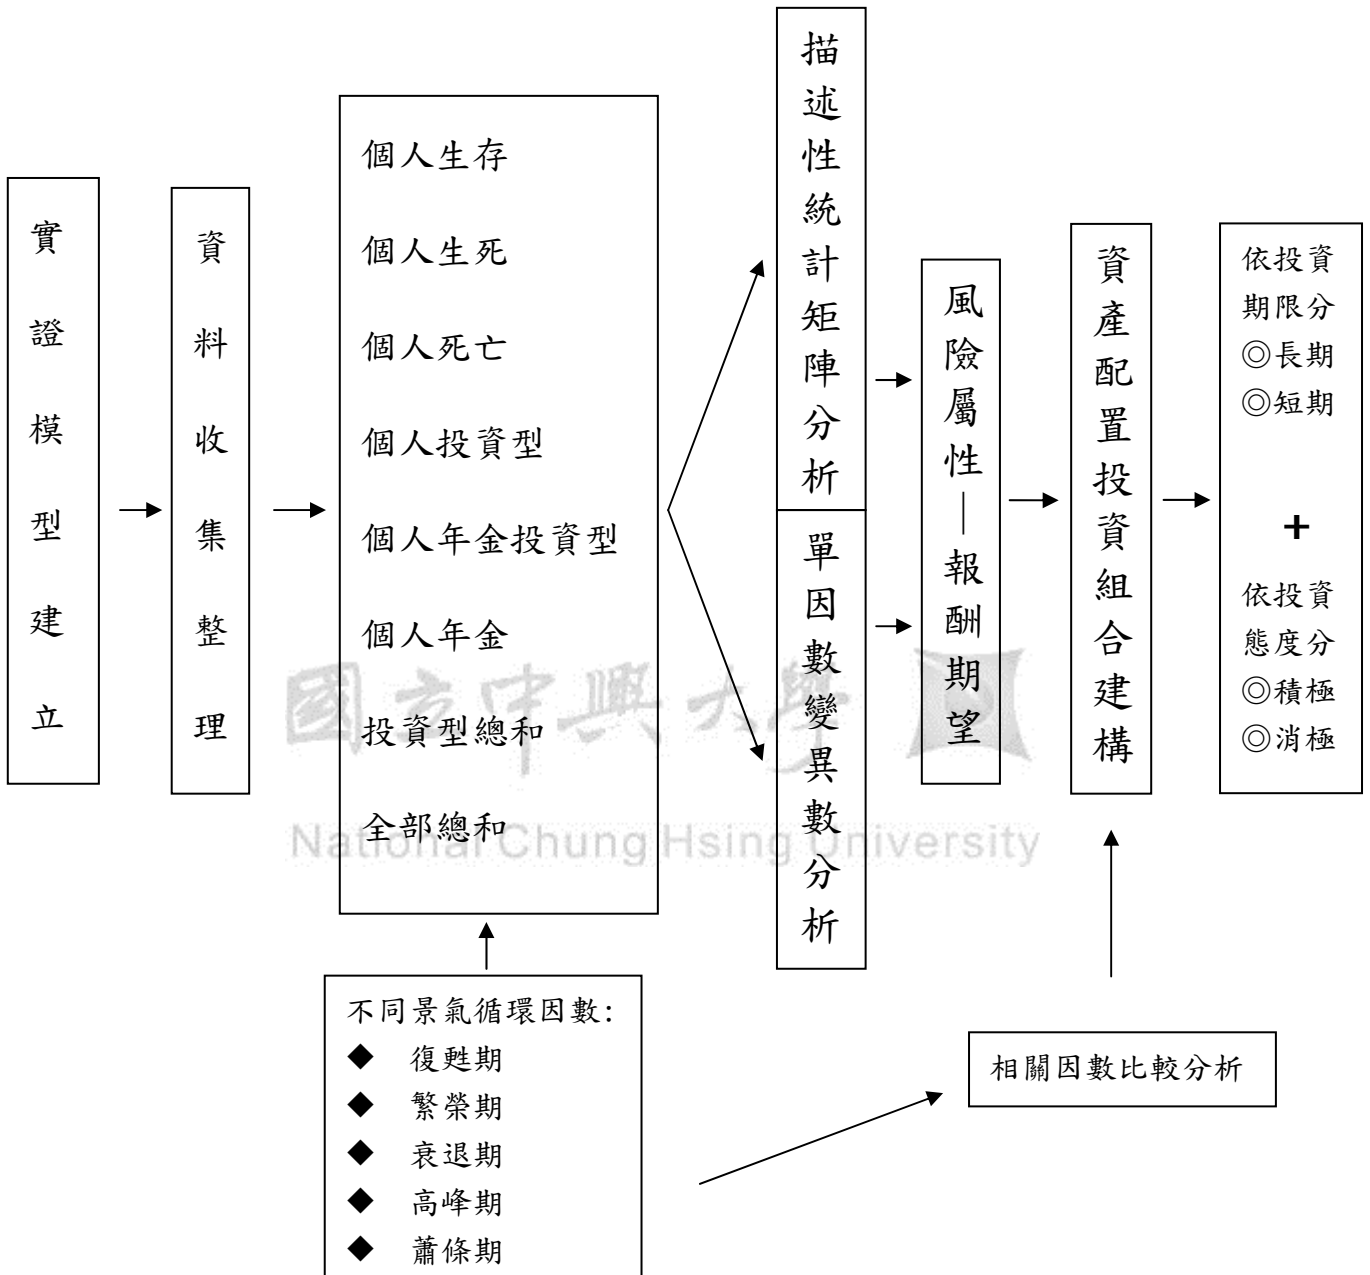 實證模型建立
資料收集整理
個人生存
個人生死
個人死亡
個人投資型
個人年金投資型
個人年金
投資型總和
全部總和
描述性統計矩陣分析
單因數變異數分析
風險屬性—報酬期望
資產配置投資組合建構
依投資
期限分
◎長期
◎短期
+
依投資
態度分
◎積極
◎消極
國立中興大學
National Chung Hsing University
不同景氣循環因數:
◆ 復甦期
◆ 繁榮期
◆ 衰退期
◆ 高峰期
◆ 蕭條期
相關因數比較分析